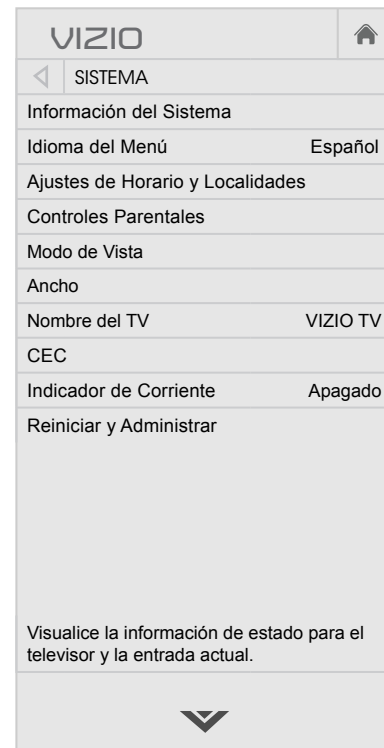 VIZIO
SISTEMA
Información del Sistema
Idioma del Menú Español
Ajustes de Horario y Localidades
Controles Parentales
Modo de Vista
Ancho
Nombre del TV VIZIO TV
CEC
Indicador de Corriente Apagado
Reiniciar y Administrar
Visualice la información de estado para el
televisor y la entrada actual.